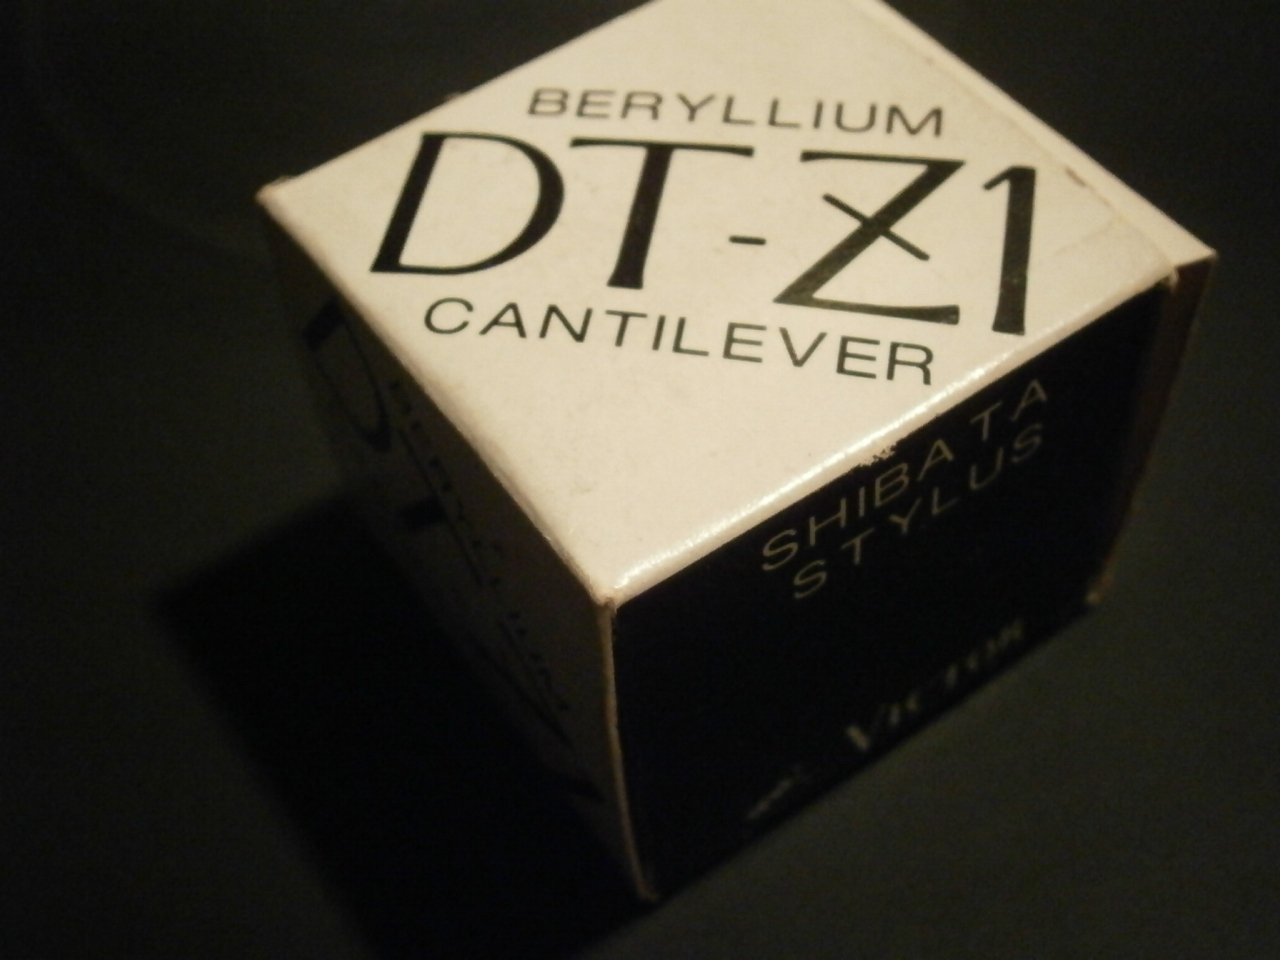 BERYLLIUM
DT-Z1
CANTILEVER
SHIBATA
STYLUS
VICTOR